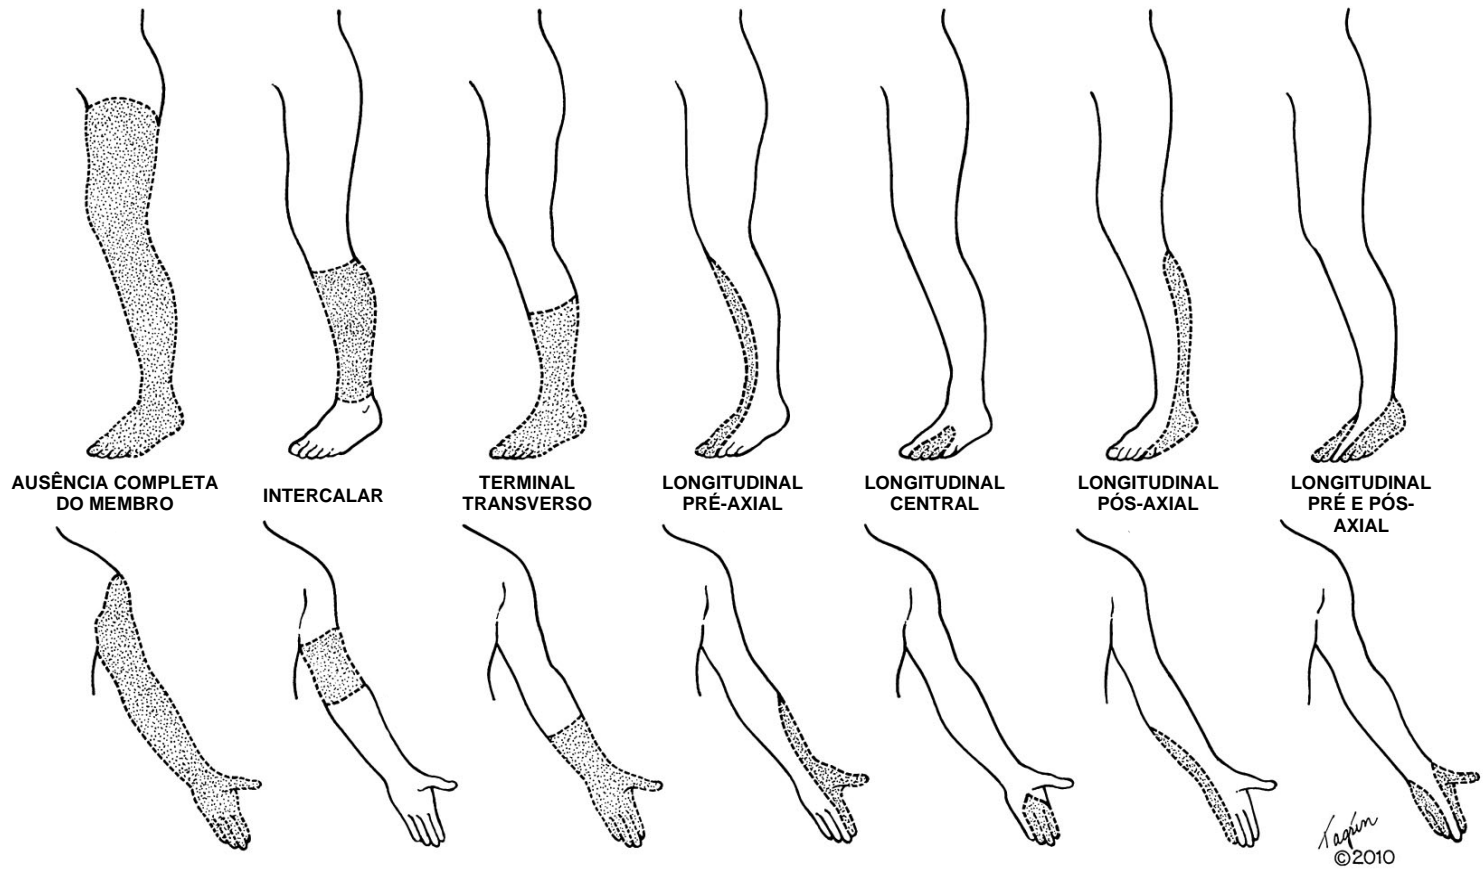 AUSÊNCIA COMPLETA
DO MEMBRO
INTERCALAR
TERMINAL
TRANSVERSO
LONGITUDINAL
PRÉ-AXIAL
LONGITUDINAL
CENTRAL
LONGITUDINAL
PÓS-AXIAL
LONGITUDINAL
PRÉ E PÓS-
AXIAL
©2010